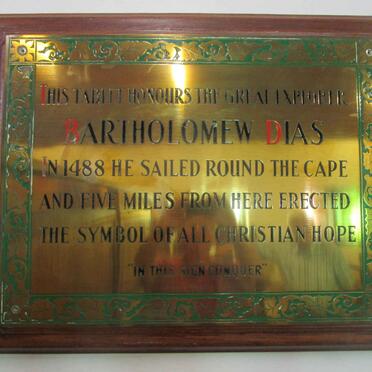 THIS TABLET HONOURS THE GREAT EXPLORER
BARTHOLOMEW DIAS
IN 1488 HE SAILED ROUND THE CAPE
AND FIVE MILES FROM HERE ERECTED
THE SYMBOL OF ALL CHRISTIAN HOPE
"IN THIS SIGN CONQUER"